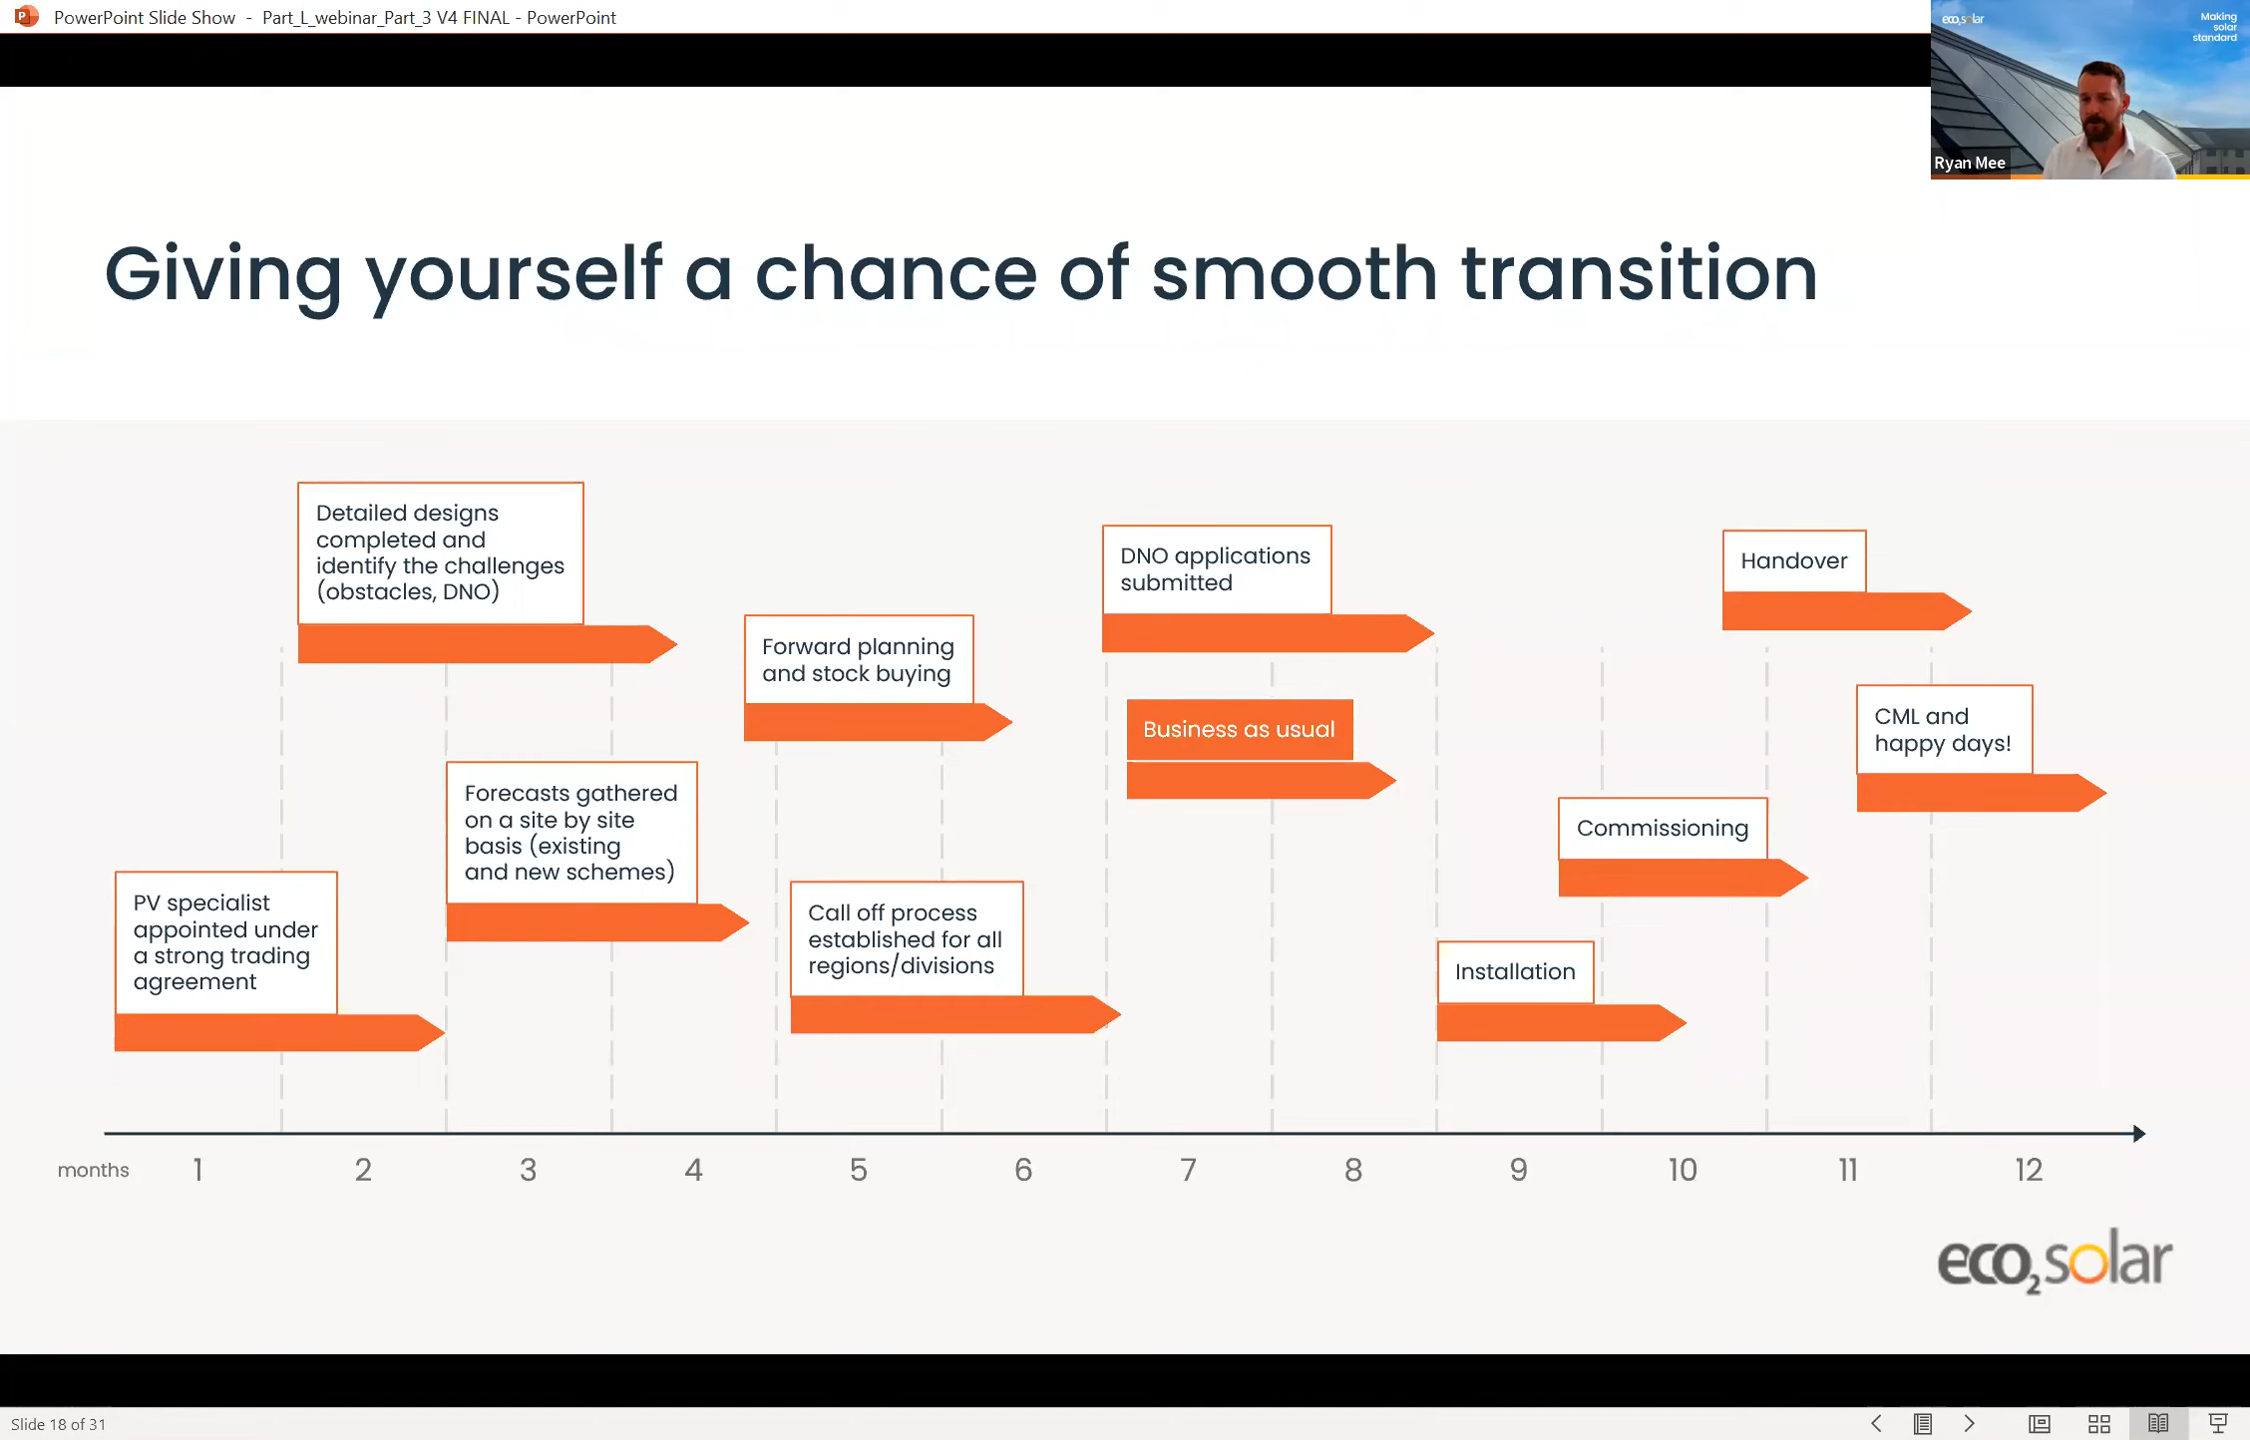 PowerPoint Slide Show - Part_L_webinar_Part_3 V4 FINAL - PowerPoint
eco2solar
Making
solar
standard
Ryan Mee
Giving yourself a chance of smooth transition
Detailed designs
completed and
identify the challenges
(obstacles, DNO)
DNO applications
submitted
Handover
Forward planning
and stock buying
Business as usual
CML and
happy days!
Forecasts gathered
on a site by site
basis (existing
and new schemes)
Commissioning
PV specialist
appointed under
a strong trading
agreement
Call off process
established for all
regions/divisions
Installation
months 1 2 3 4 5 6 7 8 9 10 11 12
eco2solar
Slide 18 of 31